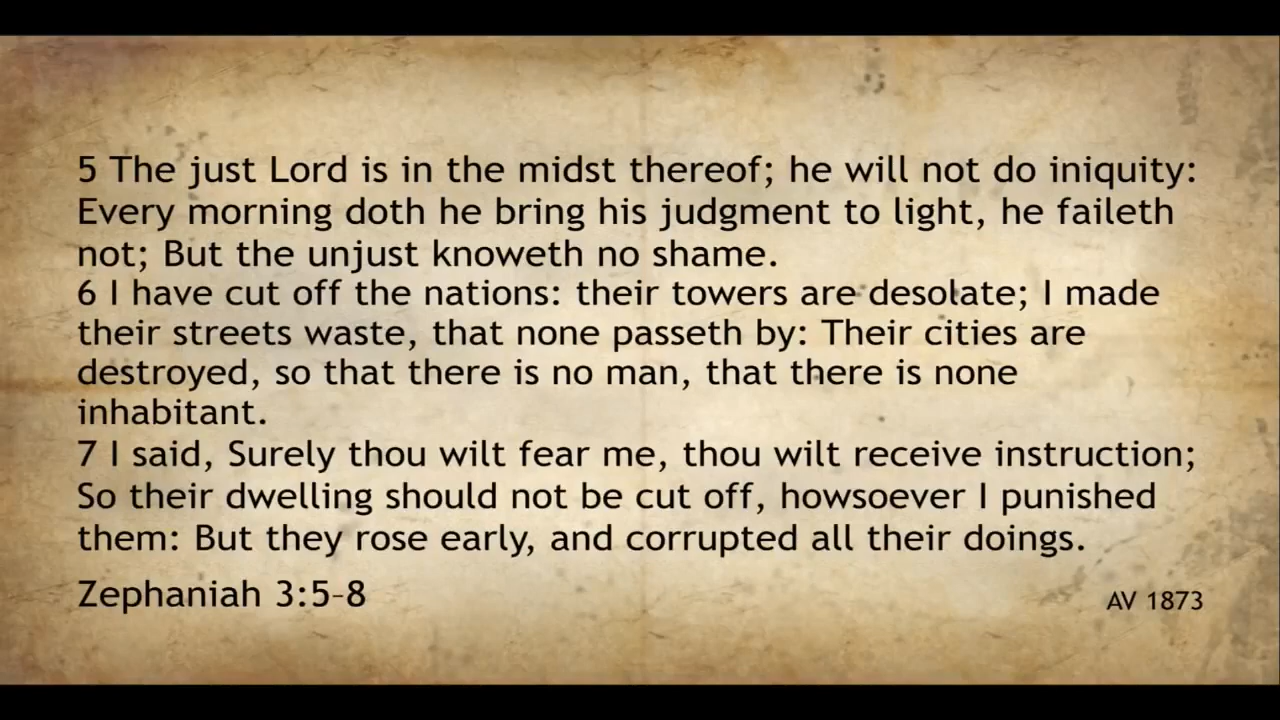 5 The just Lord is in the midst thereof; he will not do iniquity:
Every morning doth he bring his judgment to light, he faileth
not; But the unjust knoweth no shame.
6 I have cut off the nations: their towers are desolate; I made
their streets waste, that none passeth by: Their cities are
destroyed, so that there is no man, that there is none
inhabitant.
7 I said, Surely thou wilt fear me, thou wilt receive instruction;
So their dwelling should not be cut off, howsoever I punished
them: But they rose early, and corrupted all their doings.
Zephaniah 3:5–8
AV 1873